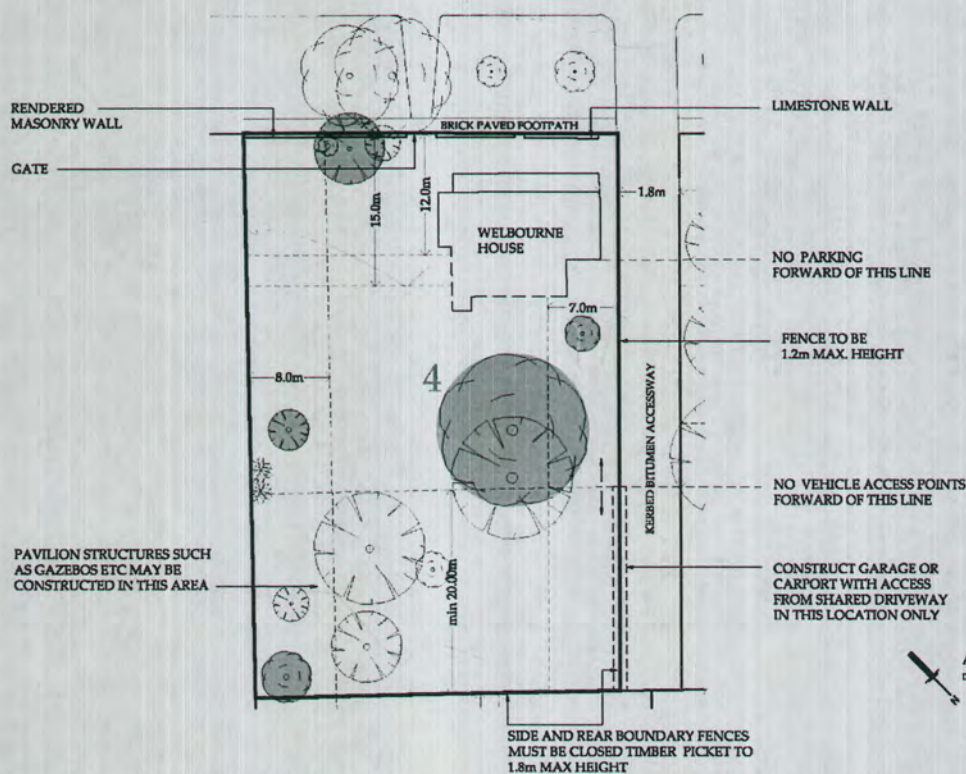 RENDERED
MASONRY WALL
GATE
BRICK PAVED FOOTPATH
LIMESTONE WALL
15.0m
12.0m
1.8m
WELBOURNE
HOUSE
NO PARKING
FORWARD OF THIS LINE
7.0m
FENCE TO BE
1.2m MAX. HEIGHT
8.0m
4
KERBED BITUMEN ACCESSWAY
NO VEHICLE ACCESS POINTS
FORWARD OF THIS LINE
PAVILION STRUCTURES SUCH
AS GAZEBOS ETC MAY BE
CONSTRUCTED IN THIS AREA
min 20.00m
CONSTRUCT GARAGE OR
CARPORT WITH ACCESS
FROM SHARED DRIVEWAY
IN THIS LOCATION ONLY
N
SIDE AND REAR BOUNDARY FENCES
MUST BE CLOSED TIMBER PICKET TO
1.8m MAX HEIGHT